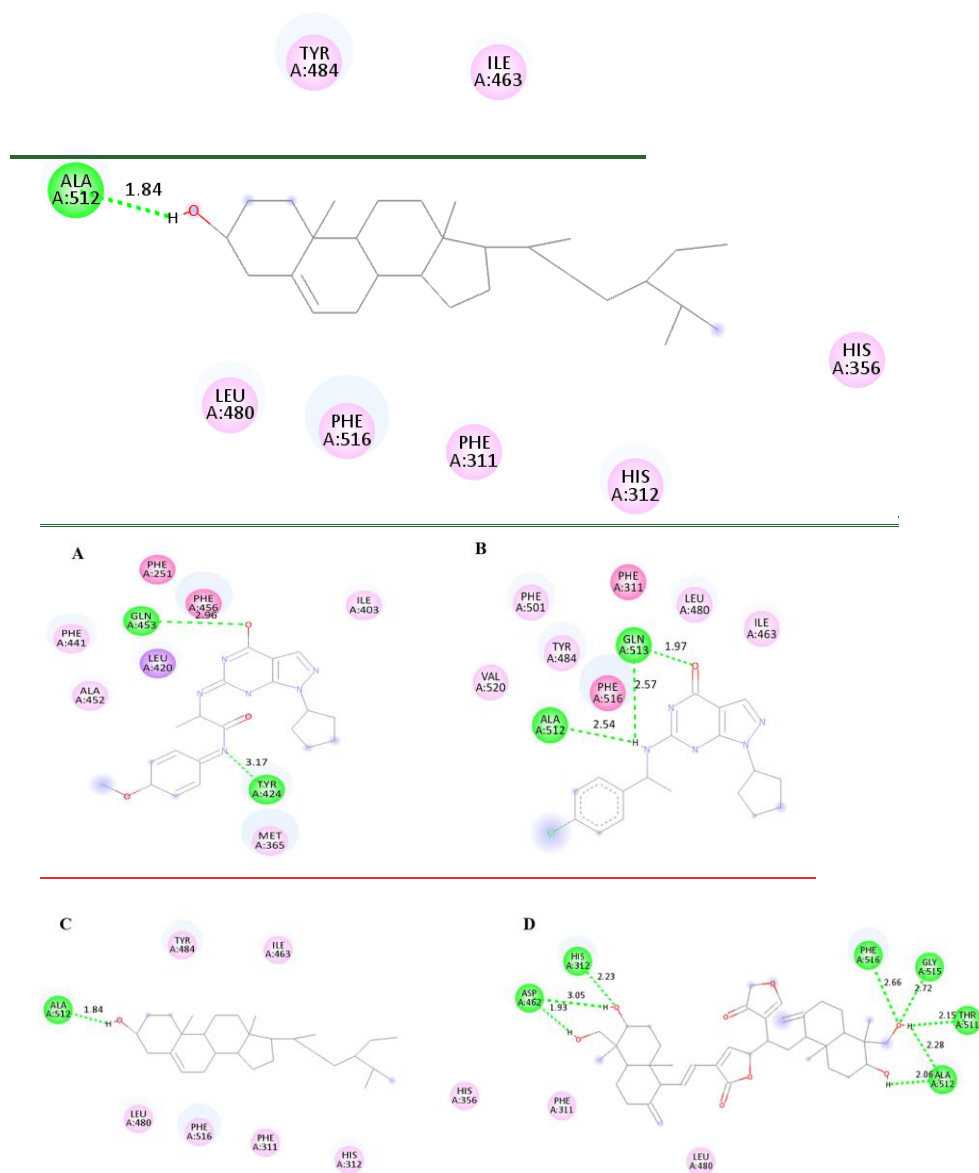 TYR
A:484
ILE
A:463
ALA
A:512
1.84
H
O
HIS
A:356
LEU
A:480
PHE
A:516
PHE
A:311
HIS
A:312
A
PHE
A:251
PHE
A:456
2.96
GLN
A:453
ILE
A:403
PHE
A:441
LEU
A:420
ALA
A:452
O
N
N
N
N
N
O
N
3.17
O
TYR
A:424
MET
A:365
B
PHE
A:311
PHE
A:501
LEU
A:480
GLN
A:513
1.97
ILE
A:463
TYR
A:484
VAL
A:520
2.57
PHE
A:516
O
ALA
A:512
2.54
H
N
N
N
N
N
C
TYR
A:484
ILE
A:463
ALA
A:512
1.84
H
O
HIS
A:356
LEU
A:480
PHE
A:516
PHE
A:311
HIS
A:312
D
HIS
A:312
2.23
ASP
A:462
3.05
1.93
H
O
H
O
O
O
O
O
PHE
A:516
GLY
A:515
2.66
2.72
O
H
2.15
THR
A:511
2.28
O
H
2.06
ALA
A:512
PHE
A:311
LEU
A:480